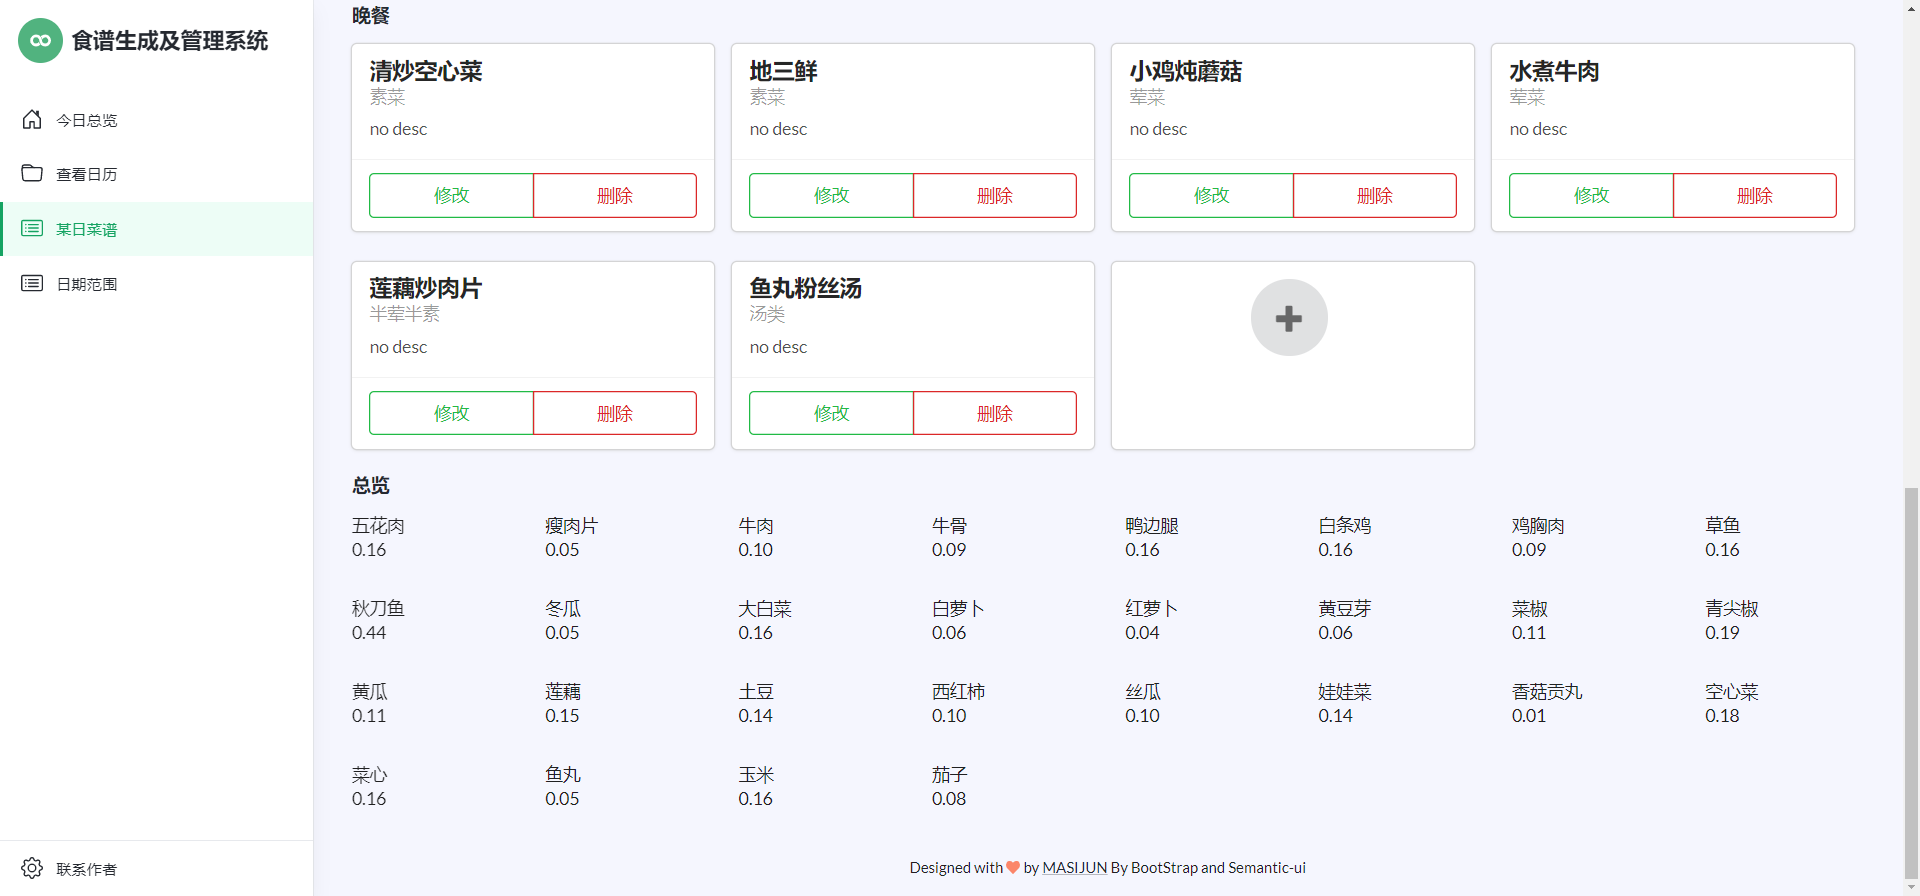 食谱生成及管理系统
今日总览
查看日历
某日菜谱
日期范围
联系作者
晚餐
清炒空心菜
素菜
no desc
修改 删除
地三鲜
素菜
no desc
修改 删除
小鸡炖蘑菇
荤菜
no desc
修改 删除
水煮牛肉
荤菜
no desc
修改 删除
莲藕炒肉片
半荤半素
no desc
修改 删除
鱼丸粉丝汤
汤类
no desc
修改 删除
总览
五花肉 瘦肉片 牛肉 牛骨 鸭边腿 白条鸡 鸡胸肉 草鱼
0.16 0.05 0.10 0.09 0.16 0.16 0.09 0.16
秋刀鱼 冬瓜 大白菜 白萝卜 红萝卜 黄豆芽 菜椒 青尖椒
0.44 0.05 0.16 0.06 0.04 0.06 0.11 0.19
黄瓜 莲藕 土豆 西红柿 丝瓜 娃娃菜 香菇贡丸 空心菜
0.11 0.15 0.14 0.10 0.10 0.14 0.01 0.18
菜心 鱼丸 玉米 茄子
0.16 0.05 0.16 0.08
Designed with ❤ by MASIJUN By BootStrap and Semantic-ui